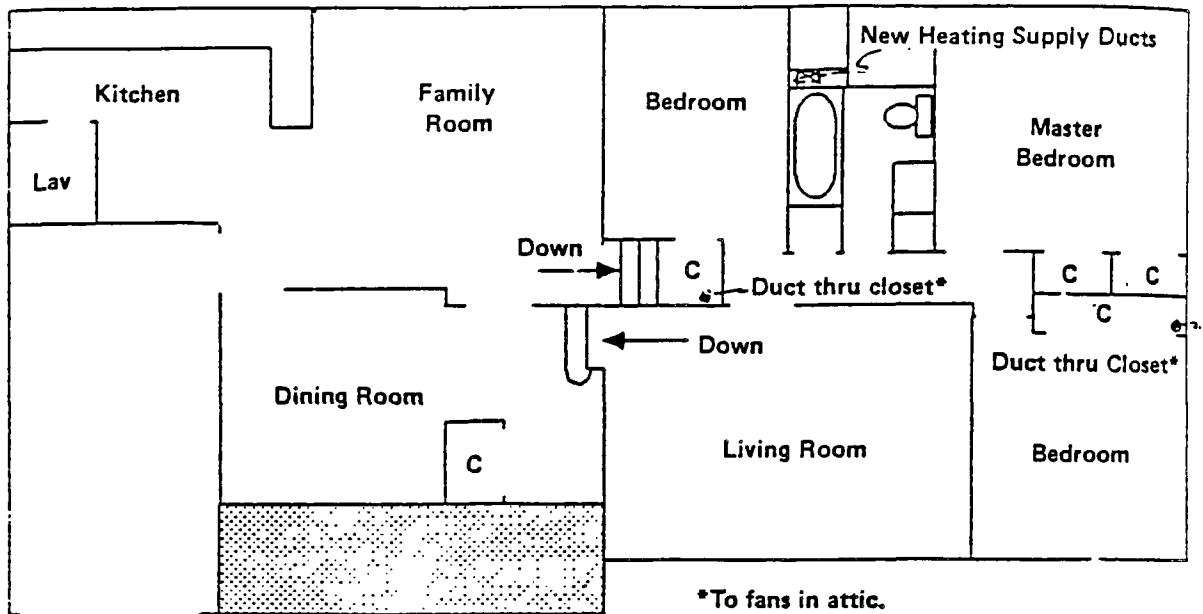 New Heating Supply Ducts
Kitchen
Family
Room
Bedroom
Master
Bedroom
Lav
Down
C
Duct thru closet*
C
C
C
Down
Duct thru Closet*
Dining Room
C
Living Room
Bedroom
*To fans in attic.